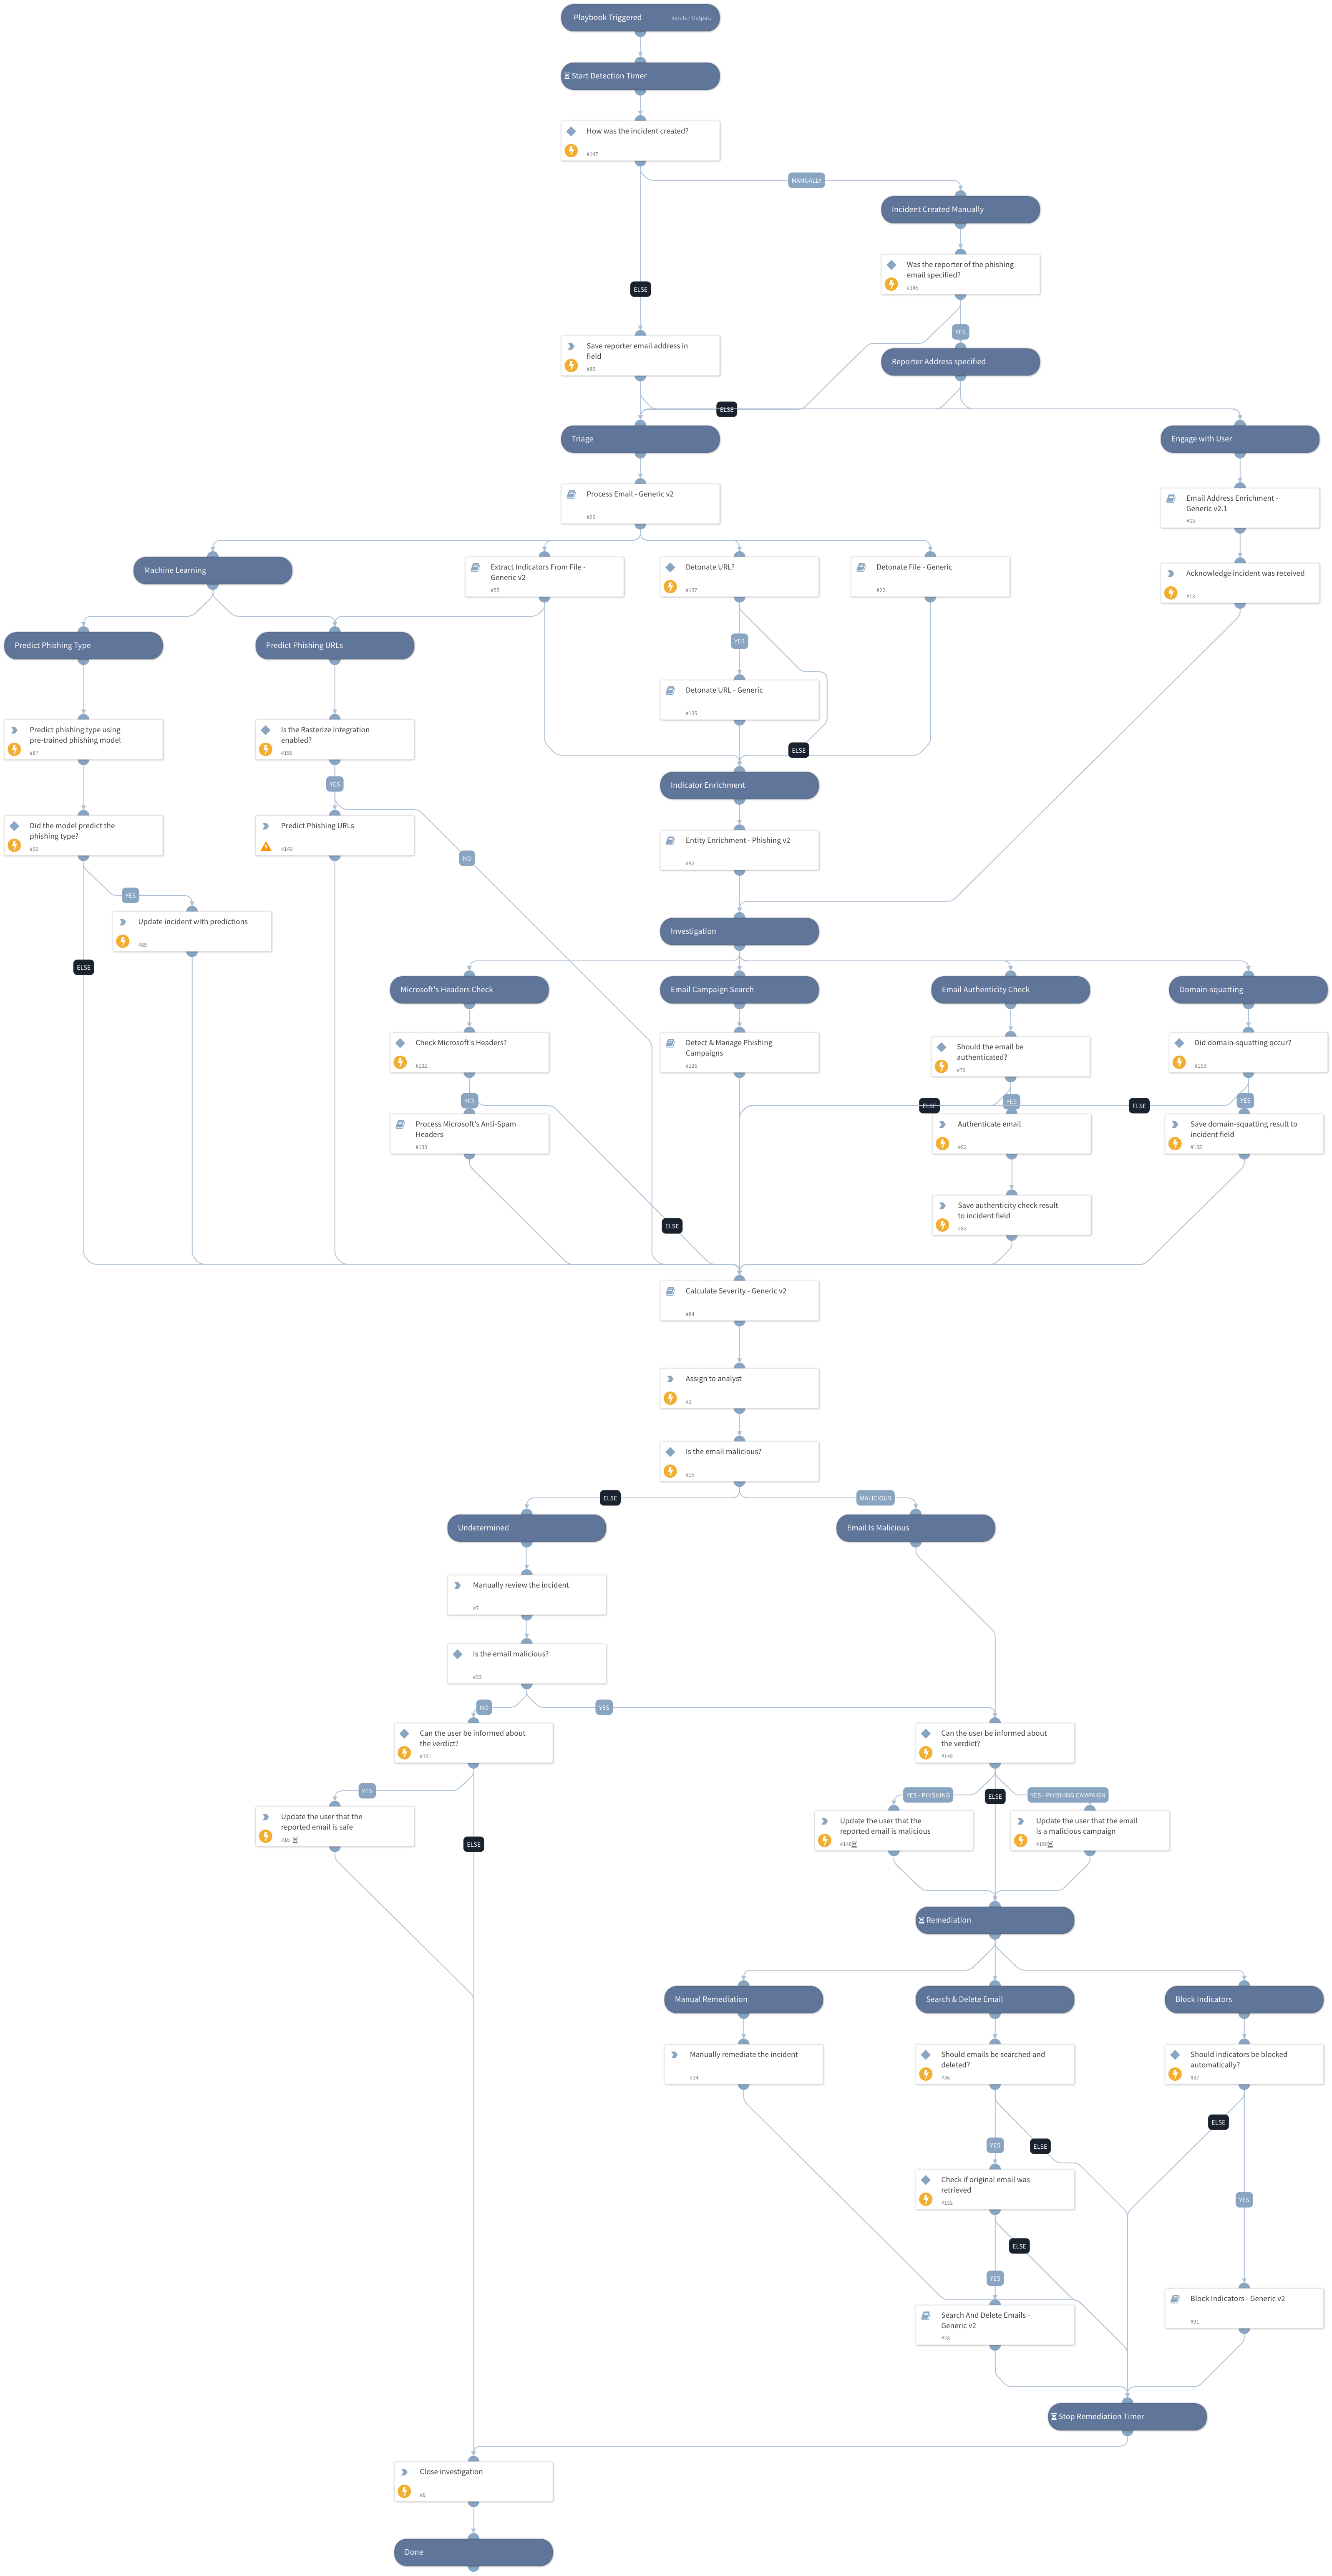 Playbook Triggered
Inputs / Outputs
Start Detection Timer
How was the incident created?
#147
MANUALLY
Incident Created Manually
Was the reporter of the phishing
email specified?
#145
ELSE
YES
Save reporter email address in
field
#85
Reporter Address specified
ELSE
Triage
Engage with User
Process Email - Generic v2
#26
Email Address Enrichment -
Generic v2.1
#53
Machine Learning
Extract Indicators From File -
Generic v2
#55
Detonate URL?
#137
Detonate File - Generic
#22
Acknowledge incident was received
#13
Predict Phishing Type
Predict Phishing URLs
YES
Detonate URL - Generic
#135
Predict phishing type using
pre-trained phishing model
#87
Is the Rasterize integration
enabled?
#156
ELSE
YES
Indicator Enrichment
Did the model predict the
phishing type?
#90
Predict Phishing URLs
#140
NO
Entity Enrichment - Phishing v2
#92
YES
Update incident with predictions
#89
Investigation
ELSE
Microsoft's Headers Check
Email Campaign Search
Email Authenticity Check
Domain-squatting
Check Microsoft's Headers?
#132
Detect & Manage Phishing
Campaigns
#126
Should the email be
authenticated?
#79
Did domain-squatting occur?
#153
YES
ELSE
YES
ELSE
YES
Process Microsoft's Anti-Spam
Headers
#133
Authenticate email
#82
Save domain-squatting result to
incident field
#155
Save authenticity check result
to incident field
#83
ELSE
Calculate Severity - Generic v2
#84
Assign to analyst
#2
Is the email malicious?
#15
ELSE
MALICIOUS
Undetermined
Email Is Malicious
Manually review the incident
#7
Is the email malicious?
#33
NO
YES
Can the user be informed about
the verdict?
#151
Can the user be informed about
the verdict?
#149
YES
YES - PHISHING
ELSE
YES - PHISHING CAMPAIGN
Update the user that the
reported email is safe
#16
Update the user that the
reported email is malicious
#148
Update the user that the email
is a malicious campaign
#150
ELSE
Remediation
Manual Remediation
Search & Delete Email
Block Indicators
Manually remediate the incident
#34
Should emails be searched and
deleted?
#36
Should indicators be blocked
automatically?
#37
ELSE
YES
ELSE
Check if original email was
retrieved
#152
YES
ELSE
YES
Search And Delete Emails -
Generic v2
#28
Block Indicators - Generic v2
#91
Stop Remediation Timer
Close investigation
#8
Done